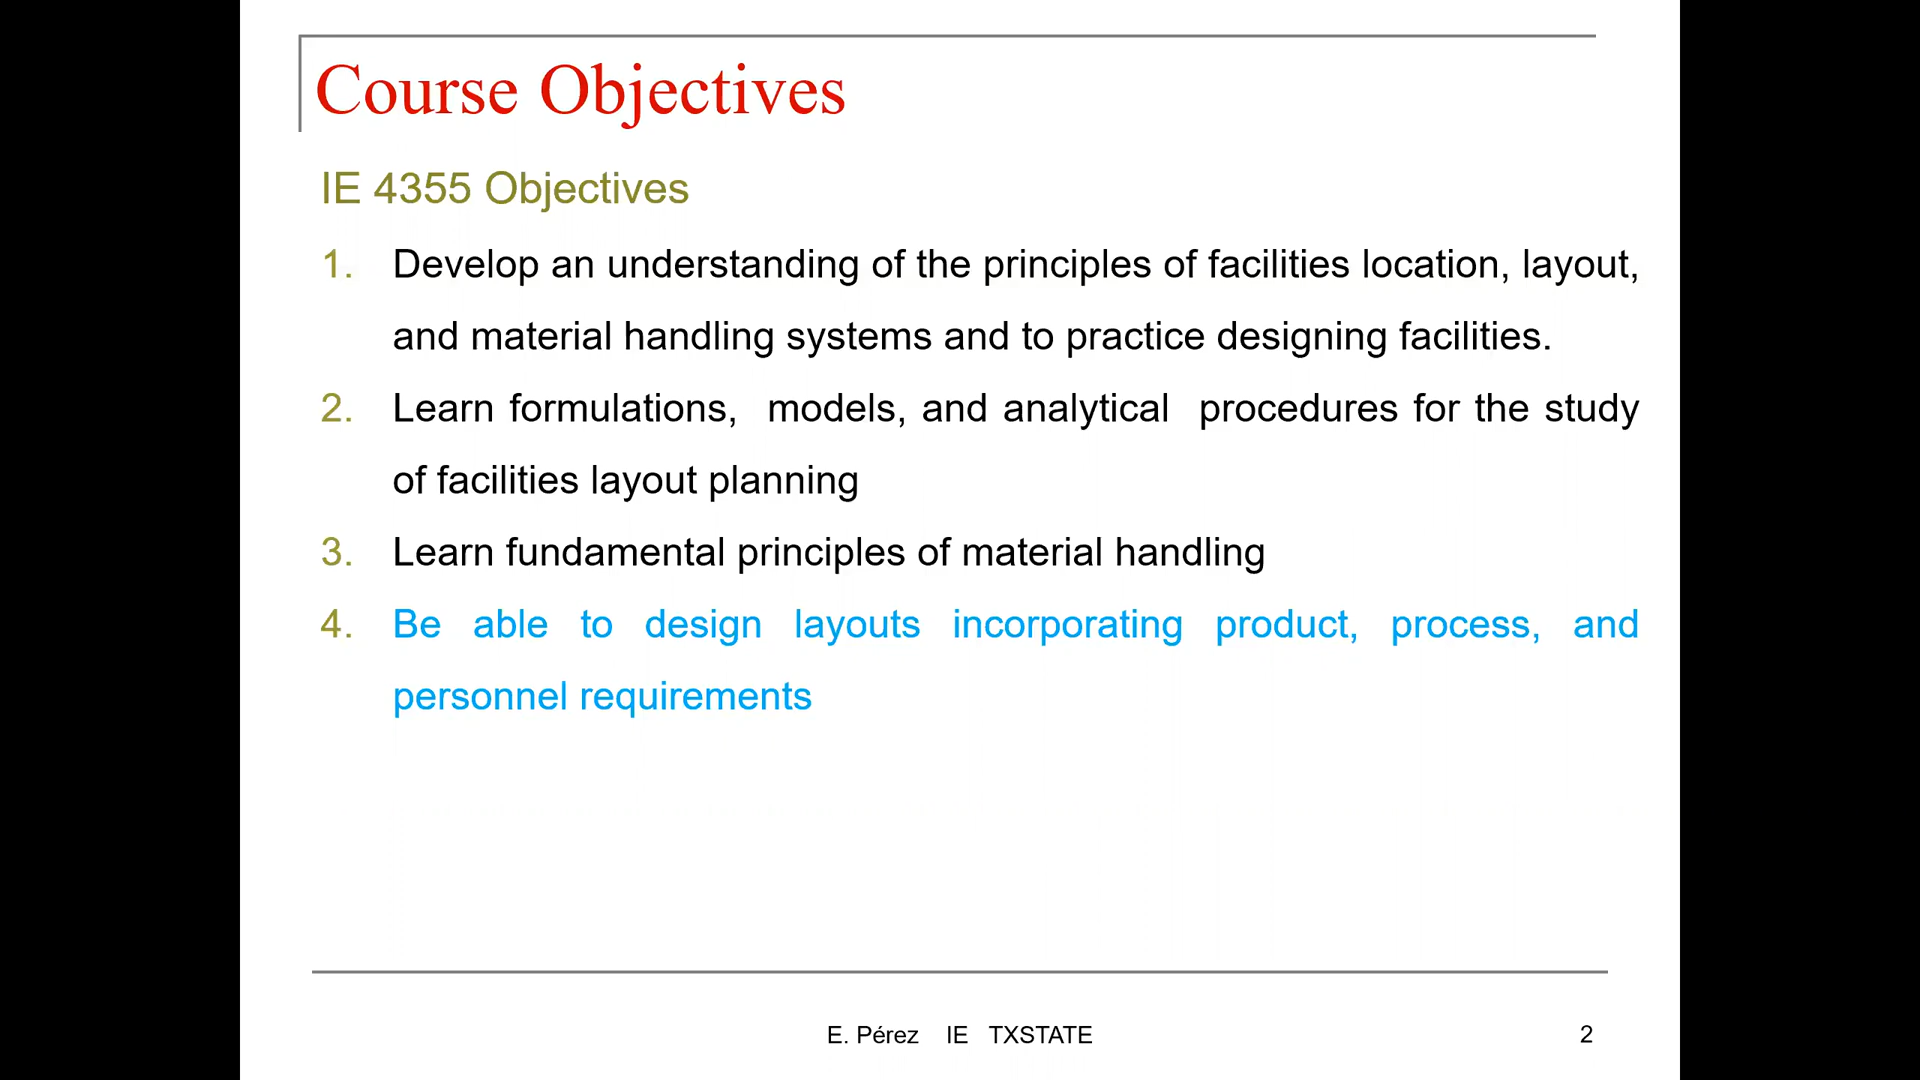 Course Objectives
IE 4355 Objectives
1. Develop an understanding of the principles of facilities location, layout,
and material handling systems and to practice designing facilities.
2. Learn formulations, models, and analytical procedures for the study
of facilities layout planning
3. Learn fundamental principles of material handling
4. Be able to design layouts incorporating product, process, and
personnel requirements
E. Pérez IE TXSTATE 2